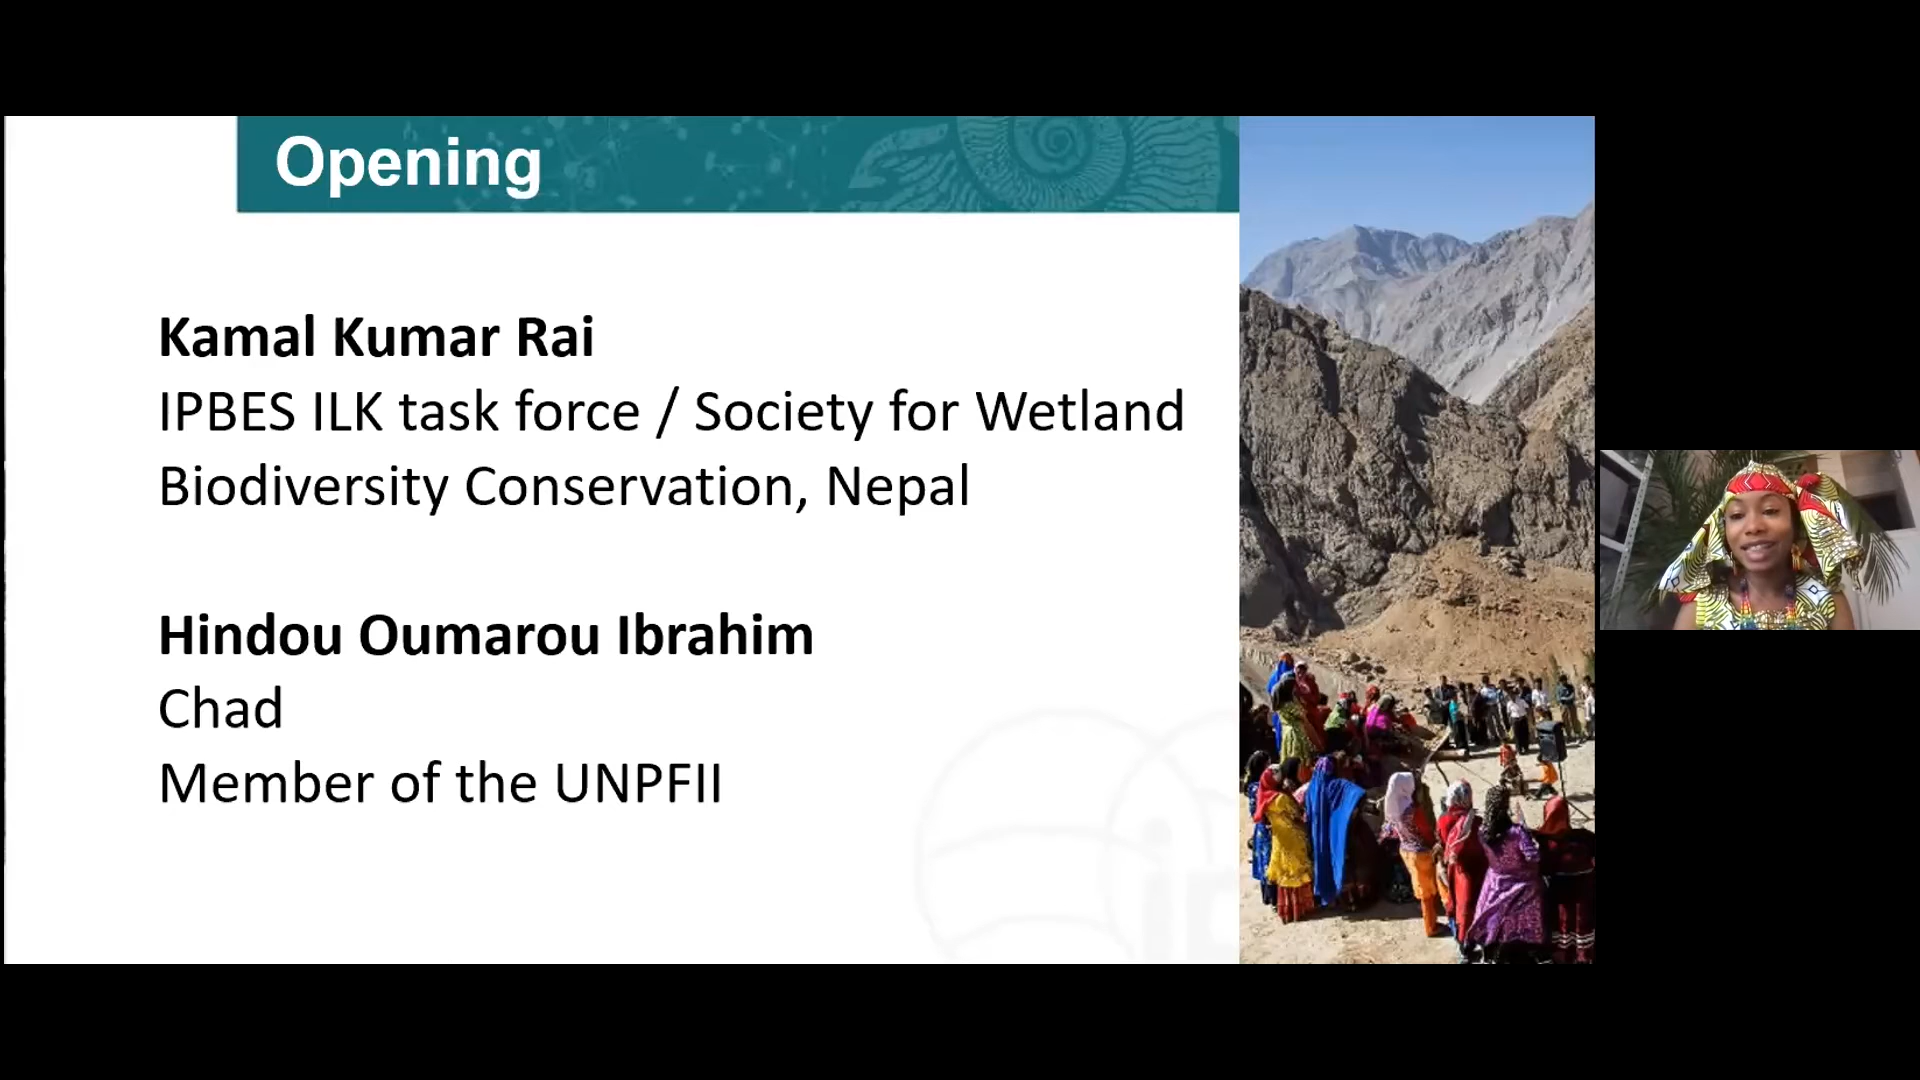 Opening
Kamal Kumar Rai
IPBES ILK task force / Society for Wetland
Biodiversity Conservation, Nepal
Hindou Oumarou Ibrahim
Chad
Member of the UNPFII